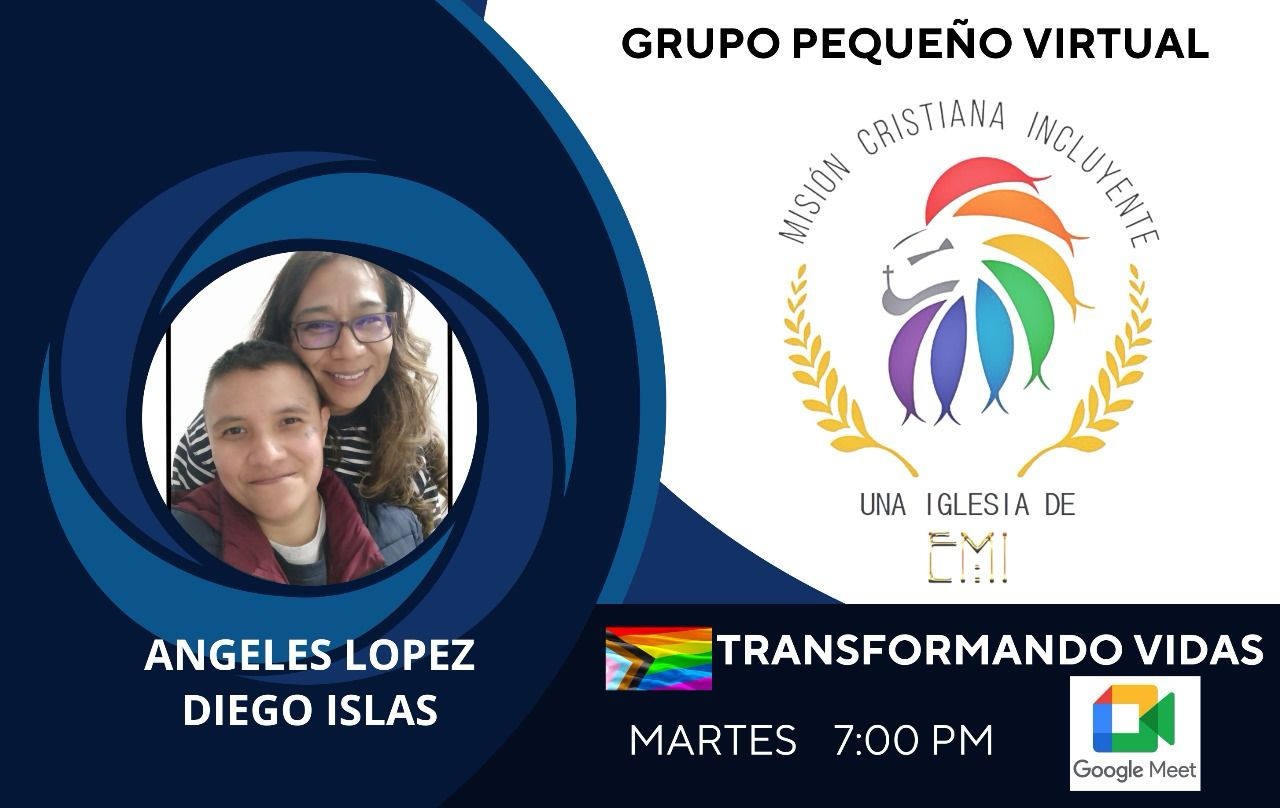 GRUPO PEQUEÑO VIRTUAL
MISIÓN CRISTIANA INCLUYENTE
UNA IGLESIA DE
EMI
ANGELES LOPEZ
DIEGO ISLAS
TRANSFORMANDO VIDAS
MARTES 7:00 PM
Google Meet